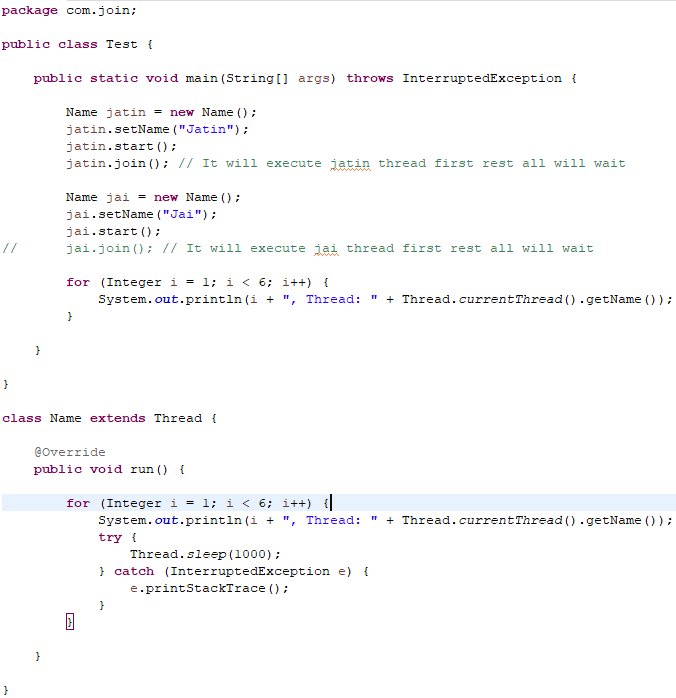 package com.join;
public class Test {
public static void main(String[] args) throws InterruptedException {
Name jatin = new Name();
jatin.setName("Jatin");
jatin.start();
jatin.join(); // It will execute jatin thread first rest all will wait
Name jai = new Name();
jai.setName("Jai");
jai.start();
// jai.join(); // It will execute jai thread first rest all will wait
for (Integer i = 1; i < 6; i++) {
System.out.println(i + ", Thread: " + Thread.currentThread().getName());
}
}
}
class Name extends Thread {
@Override
public void run() {
for (Integer i = 1; i < 6; i++) {
System.out.println(i + ", Thread: " + Thread.currentThread().getName());
try {
Thread.sleep(1000);
} catch (InterruptedException e) {
e.printStackTrace();
}
}
}
}